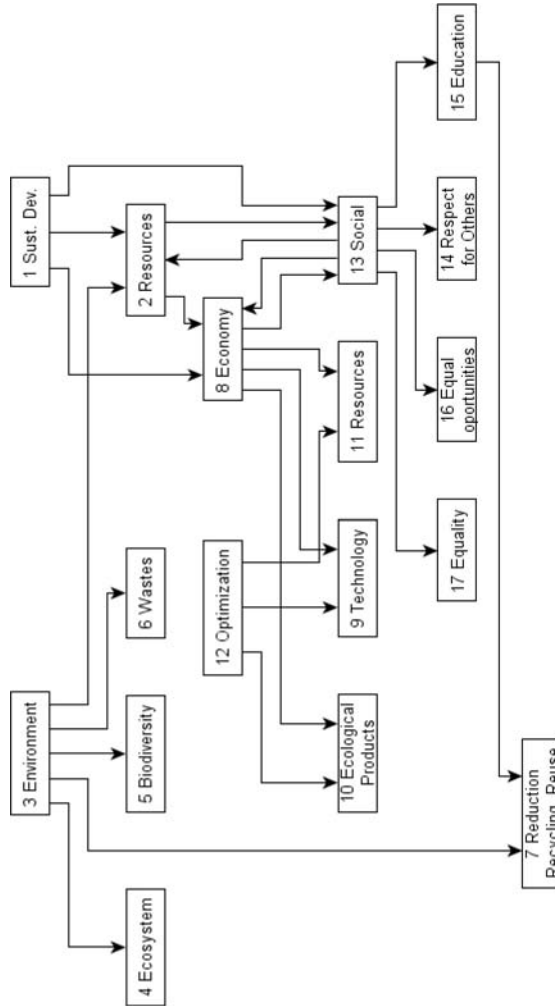 1 Sust. Dev.
3 Environment
2 Resources
6 Wastes
5 Biodiversity
4 Ecosystem
8 Economy
12 Optimization
13 Social
11 Resources
9 Technology
10 Ecological
Products
15 Education
14 Respect
for Others
16 Equal
oportunities
17 Equality
7 Reduction
Recycling, Reuse